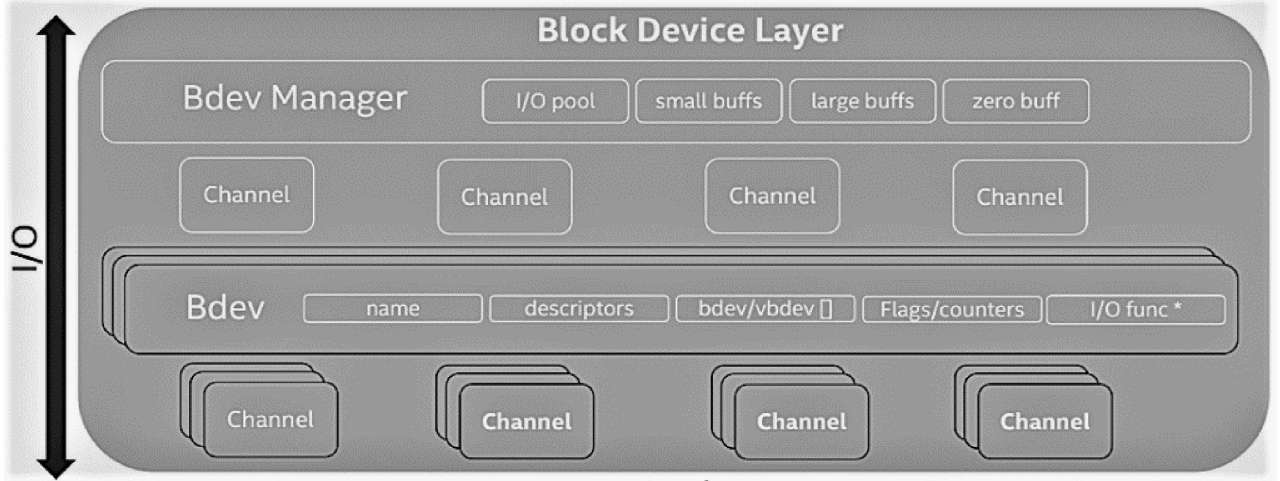 Block Device Layer
Bdev Manager I/O pool small buffs large buffs zero buff
Channel Channel Channel Channel
I/O
Bdev name descriptors bdev/vbdev [] Flags/counters I/O func *
Channel Channel Channel Channel